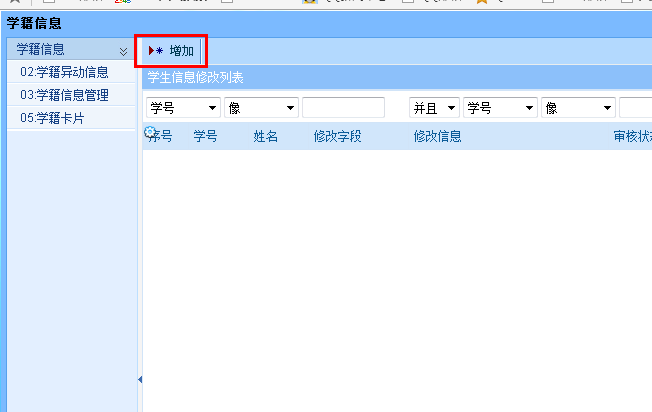 学籍信息
学籍信息
02:学籍异动信息
03:学籍信息管理
05:学籍卡片
增加
学生信息修改列表
学号 像 并且 学号 像
序号 学号 姓名 修改字段 修改信息 审核状